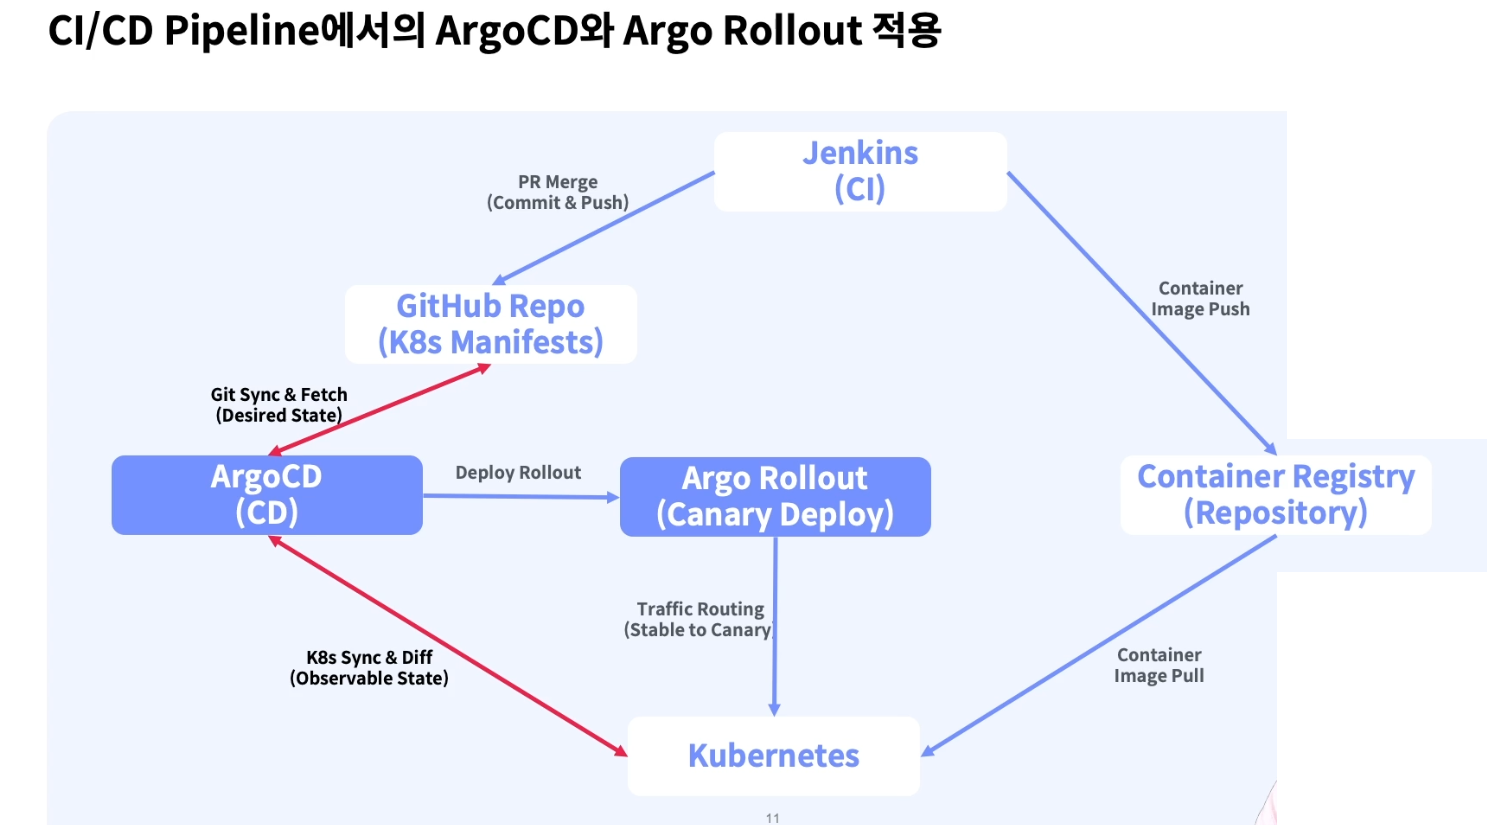 CI/CD Pipeline에서의 ArgoCD와 Argo Rollout 적용
Jenkins
(CI)
PR Merge
(Commit & Push)
Container
Image Push
GitHub Repo
(K8s Manifests)
Git Sync & Fetch
(Desired State)
ArgoCD
(CD)
Deploy Rollout
Argo Rollout
(Canary Deploy)
Container Registry
(Repository)
Traffic Routing
(Stable to Canary)
K8s Sync & Diff
(Observable State)
Container
Image Pull
Kubernetes
11